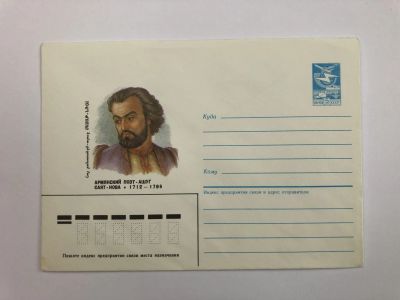 АРМЯНСКИЙ ПОЭТ-АШУГ
САЯТ-НОВА • 1712—1795
Куда
Кому
Индекс предприятия связи и адрес отправителя
Пишите индекс предприятия связи места назначения